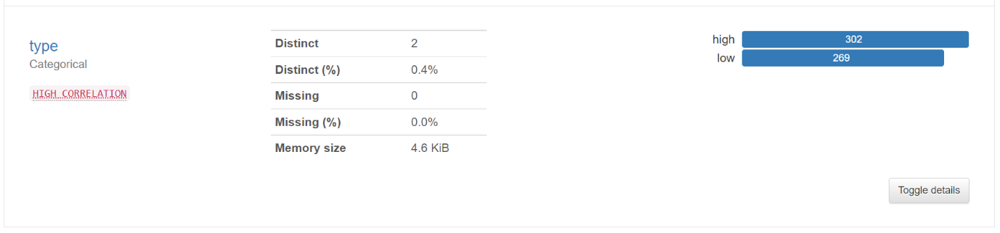 type
Categorical
HIGH CORRELATION
Distinct 2
Distinct (%) 0.4%
Missing 0
Missing (%) 0.0%
Memory size 4.6 KiB
high 302
low 269
Toggle details